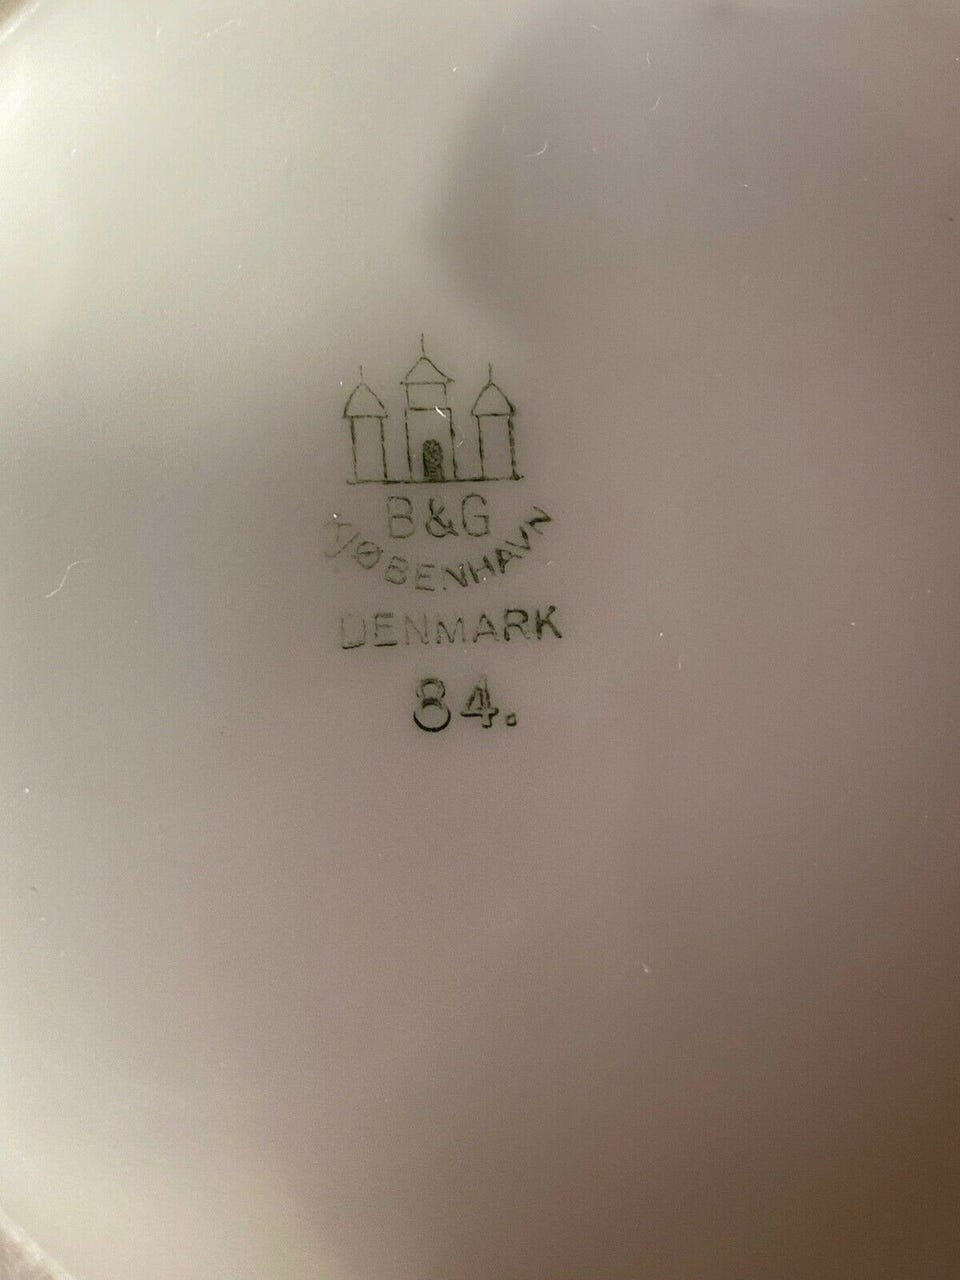 B&G
KJØBENHAVN
DENMARK
84.